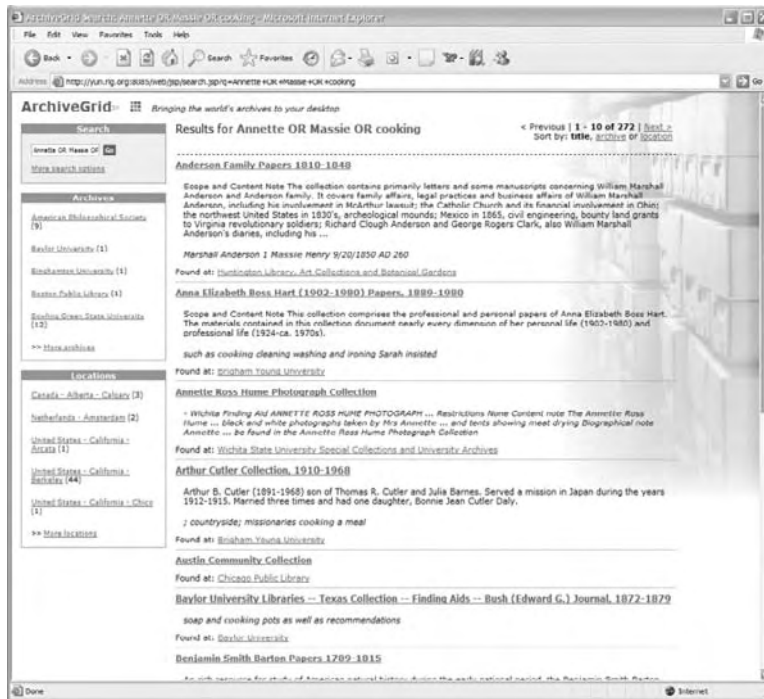 ArchiveGrid Search: Annette OR Massie OR cooking - Microsoft Internet Explorer
File Edit View Favorites Tools Help
Back Search Favorites
Address http://yun.rlg.org:8085/web/jsp/search.jsp?q=Annette+OR+Massie+OR+cooking Go
ArchiveGrid Bringing the world's archives to your desktop
Search
Annette OR Massie OR Go
More search options
Archives
American Philosophical Society (9)
Baylor University (1)
Binghamton University (1)
Boston Public Library (1)
Bowling Green State University (12)
>> More archives
Locations
Canada - Alberta - Calgary (3)
Netherlands - Amsterdam (2)
United States - California - Arcata (1)
United States - California - Berkeley (44)
United States - California - Chico (1)
>> More locations
Results for Annette OR Massie OR cooking
< Previous | 1 - 10 of 272 | Next >
Sort by: title, archive or location
Anderson Family Papers 1810-1848
Scope and Content Note The collection contains primarily letters and some manuscripts concerning William Marshall
Anderson and Anderson family. It covers family affairs, legal practices and business affairs of William Marshall
Anderson, including his involvement in McArthur lawsuit; the Catholic Church and its financial involvement in Ohio;
the northwest United States in 1830's, archeological mounds; Mexico in 1865, civil engineering, bounty land grants
to Virginia revolutionary soldiers; Richard Clough Anderson and George Rogers Clark, also William Marshall
Anderson's diaries, including his ...
Marshall Anderson 1 Massie Henry 9/20/1850 AD 260
Found at: Huntington Library, Art Collections and Botanical Gardens
Anna Elizabeth Boss Hart (1902-1980) Papers, 1889-1980
Scope and Content Note This collection comprises the professional and personal papers of Anna Elizabeth Boss Hart.
The materials contained in this collection document nearly every dimension of her personal life (1902-1980) and
professional life (1924-ca. 1970s).
such as cooking cleaning washing and ironing Sarah insisted
Found at: Brigham Young University
Annette Ross Hume Photograph Collection
- Wichita Finding Aid ANNETTE ROSS HUME PHOTOGRAPH ... Restrictions None Content note The Annette Ross
Hume ... black and white photographs taken by Mrs Annette ... and tents showing meat drying Biographical note
Annette ... be found in the Annette Ross Hume Photograph Collection
Found at: Wichita State University Special Collections and University Archives
Arthur Cutler Collection, 1910-1968
Arthur B. Cutler (1891-1968) son of Thomas R. Cutler and Julia Barnes. Served a mission in Japan during the years
1912-1915. Married three times and had one daughter, Bonnie Jean Cutler Daly.
; countryside; missionaries cooking a meal
Found at: Brigham Young University
Austin Community Collection
Found at: Chicago Public Library
Baylor University Libraries -- Texas Collection -- Finding Aids -- Bush (Edward G.) Journal, 1872-1879
soap and cooking pots as well as recommendations
Found at: Baylor University
Benjamin Smith Barton Papers 1789-1815
Done Internet